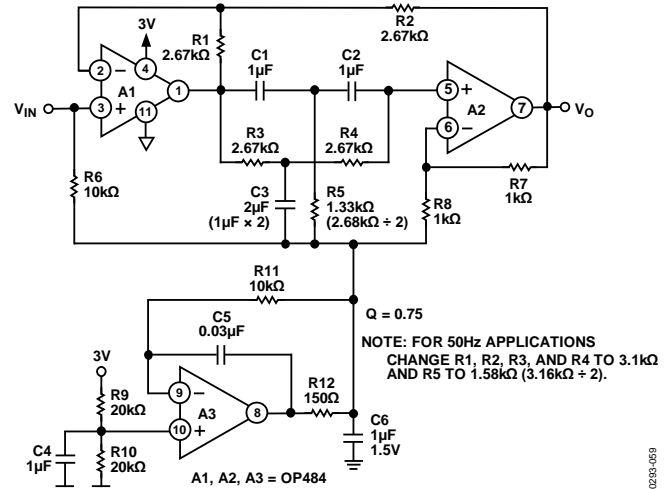 R2
2.67kΩ
3V
R1
2.67kΩ
C1
1µF
C2
1µF
2
4
1
A1
3
11
VIN
5
A2
7
VO
6
R3
2.67kΩ
R4
2.67kΩ
R6
10kΩ
C3
2µF
(1µF × 2)
R5
1.33kΩ
(2.68kΩ ÷ 2)
R8
1kΩ
R7
1kΩ
R11
10kΩ
Q = 0.75
C5
0.03µF
NOTE: FOR 50Hz APPLICATIONS
CHANGE R1, R2, R3, AND R4 TO 3.1kΩ
AND R5 TO 1.58kΩ (3.16kΩ ÷ 2).
3V
R9
20kΩ
9
A3
8
10
R12
150Ω
C4
1µF
R10
20kΩ
C6
1µF
1.5V
A1, A2, A3 = OP484
0293-059